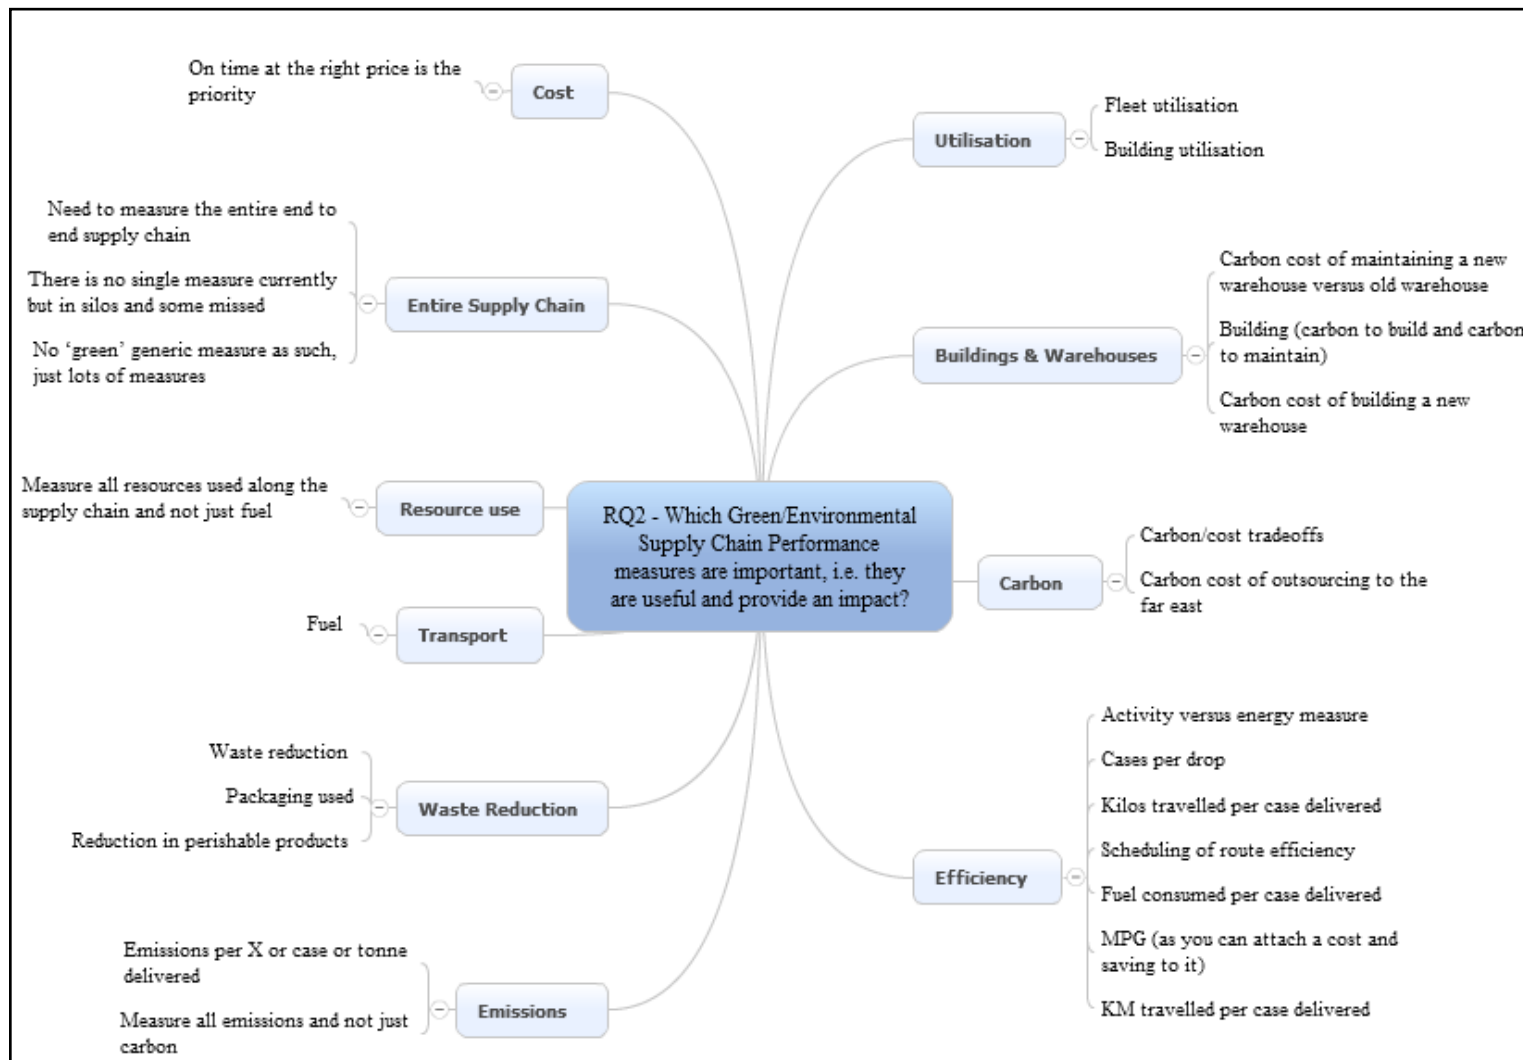 On time at the right price is the
priority
Cost
Need to measure the entire end to
end supply chain
There is no single measure currently
but in silos and some missed
No ‘green’ generic measure as such,
just lots of measures
Entire Supply Chain
Measure all resources used along the
supply chain and not just fuel
Resource use
Fuel
Transport
Waste reduction
Packaging used
Reduction in perishable products
Waste Reduction
Emissions per X or case or tonne
delivered
Measure all emissions and not just
carbon
Emissions
RQ2 - Which Green/Environmental
Supply Chain Performance
measures are important, i.e. they
are useful and provide an impact?
Utilisation
Fleet utilisation
Building utilisation
Buildings & Warehouses
Carbon cost of maintaining a new
warehouse versus old warehouse
Building (carbon to build and carbon
to maintain)
Carbon cost of building a new
warehouse
Carbon
Carbon/cost tradeoffs
Carbon cost of outsourcing to the
far east
Efficiency
Activity versus energy measure
Cases per drop
Kilos travelled per case delivered
Scheduling of route efficiency
Fuel consumed per case delivered
MPG (as you can attach a cost and
saving to it)
KM travelled per case delivered